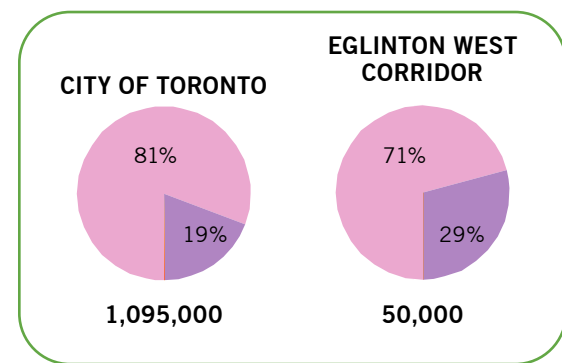 CITY OF TORONTO
81%
19%
1,095,000
EGLINTON WEST
CORRIDOR
71%
29%
50,000